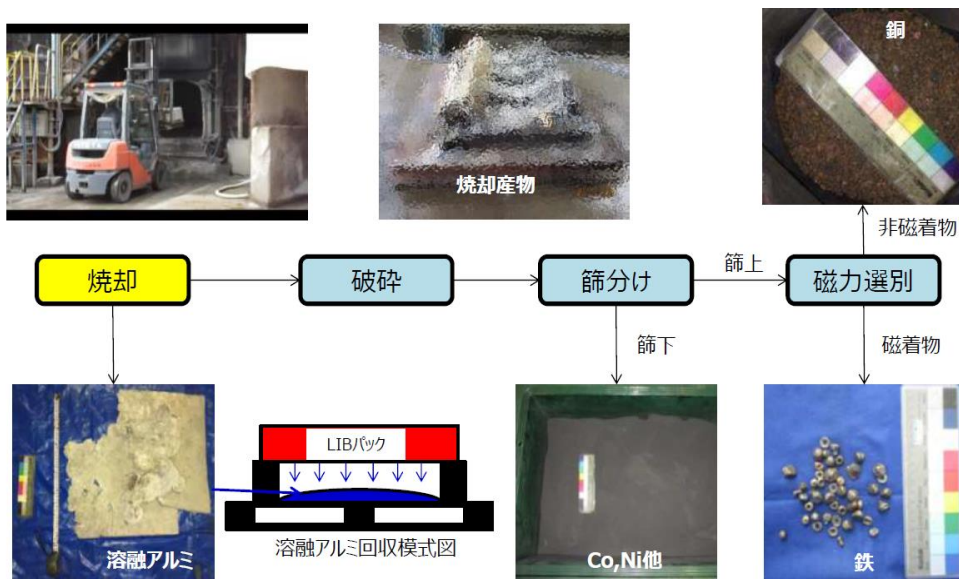 銅
焼却産物
非磁着物
焼却
破砕
篩分け
篩上
磁力選別
篩下
磁着物
LIBパック
溶融アルミ
溶融アルミ回収模式図
Co,Ni他
鉄